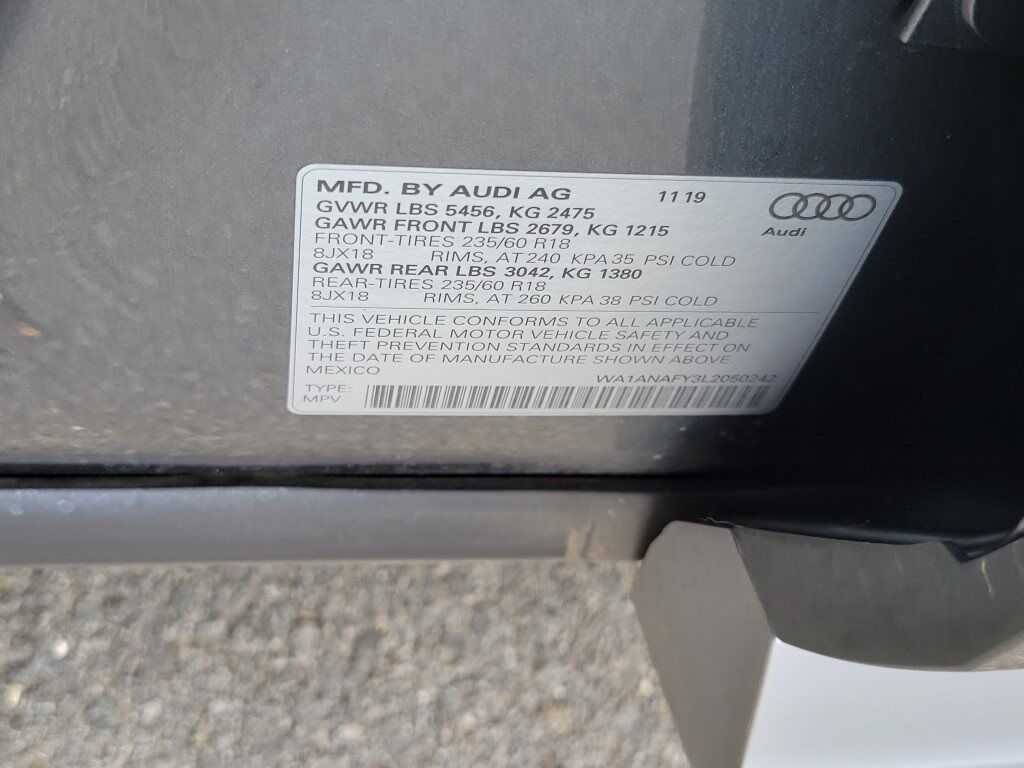 MFD. BY AUDI AG 11 19
GVWR LBS 5456, KG 2475
GAWR FRONT LBS 2679, KG 1215
FRONT-TIRES 235/60 R18
8JX18 RIMS, AT 240 KPA 35 PSI COLD
GAWR REAR LBS 3042, KG 1380
REAR-TIRES 235/60 R18
8JX18 RIMS, AT 260 KPA 38 PSI COLD
Audi
THIS VEHICLE CONFORMS TO ALL APPLICABLE
U.S. FEDERAL MOTOR VEHICLE SAFETY AND
THEFT PREVENTION STANDARDS IN EFFECT ON
THE DATE OF MANUFACTURE SHOWN ABOVE
MEXICO
WA1ANAFY3L2050242
TYPE:
MPV